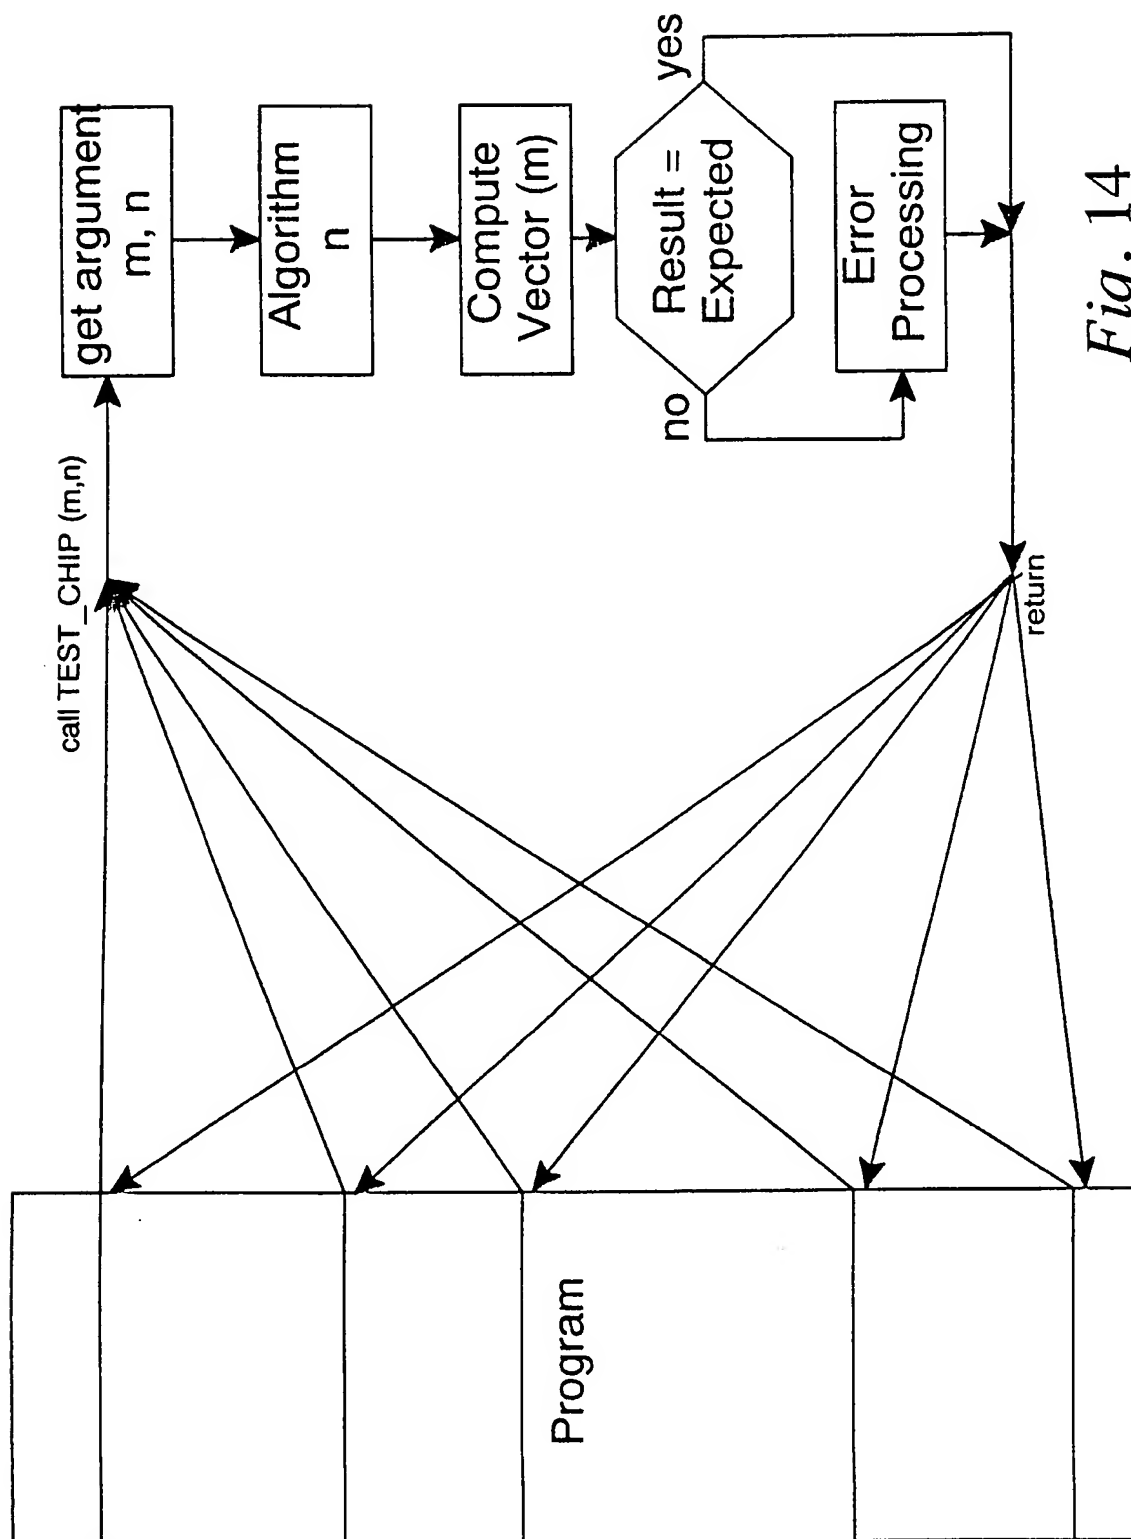 call TEST_CHIP (m,n)
get argument
m, n
Algorithm
n
Compute
Vector (m)
Result =
Expected
no
yes
Error
Processing
return
Program
Fig. 14